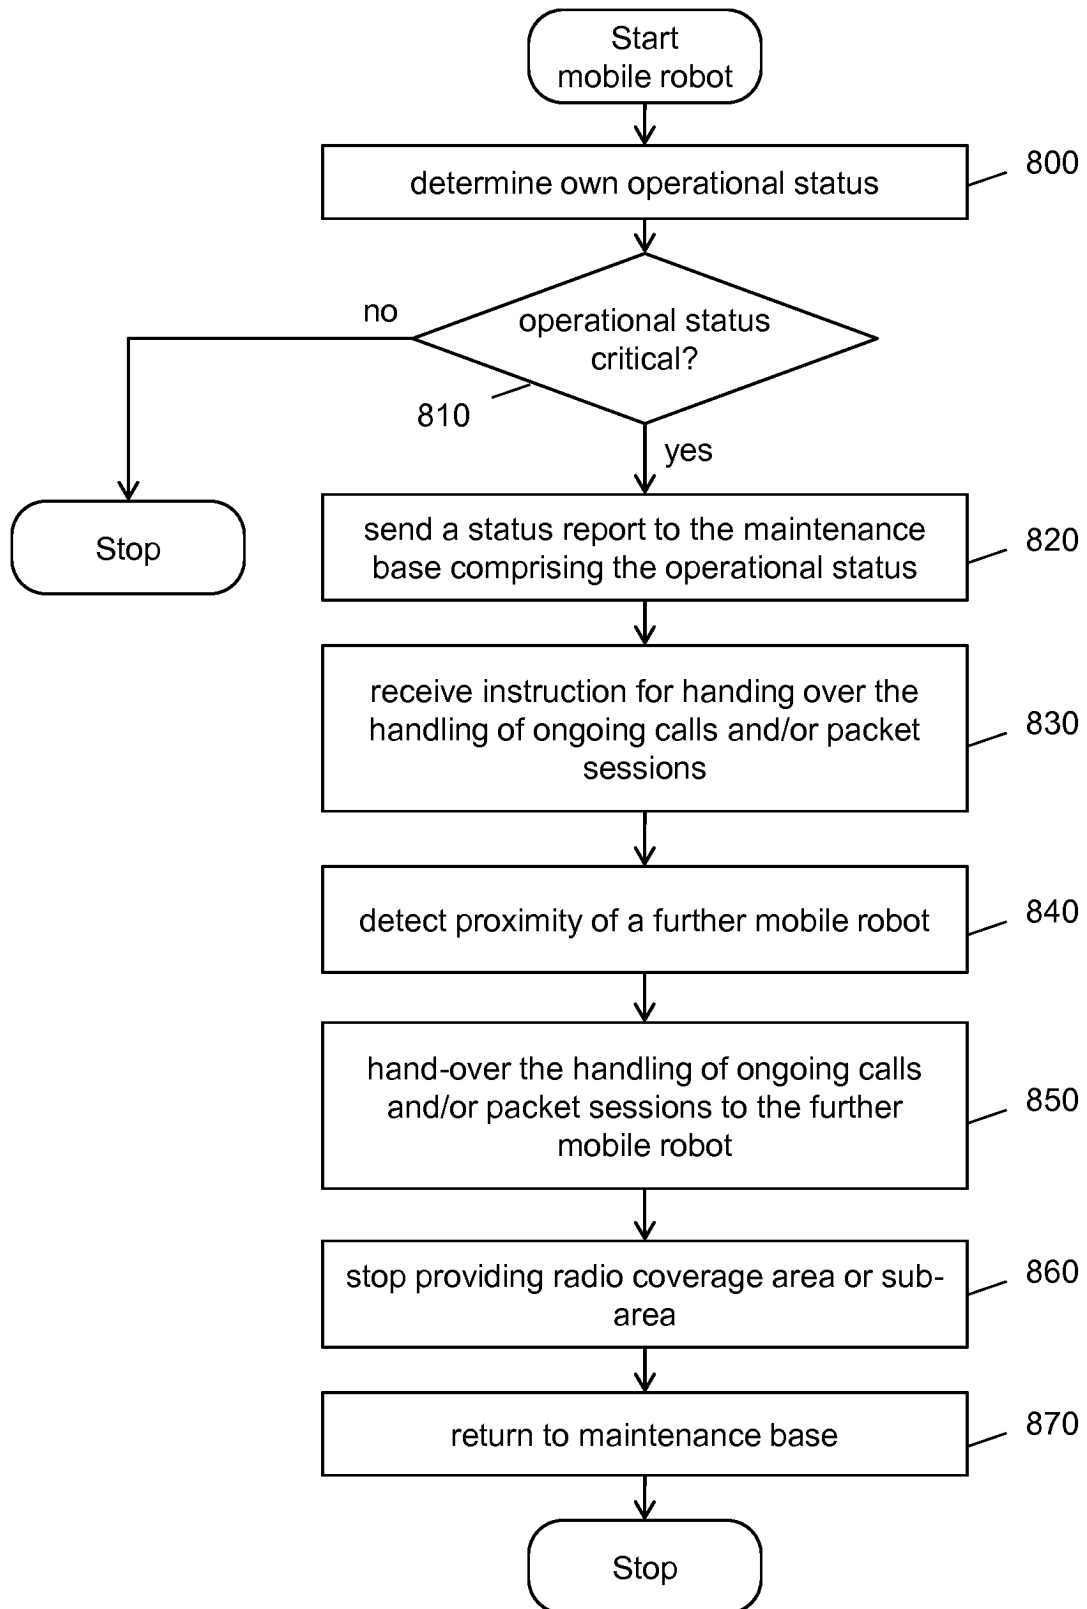 Start
mobile robot
determine own operational status
800
operational status
critical?
no
810
yes
Stop
send a status report to the maintenance
base comprising the operational status
820
receive instruction for handing over the
handling of ongoing calls and/or packet
sessions
830
detect proximity of a further mobile robot
840
hand-over the handling of ongoing calls
and/or packet sessions to the further
mobile robot
850
stop providing radio coverage area or sub-
area
860
return to maintenance base
870
Stop